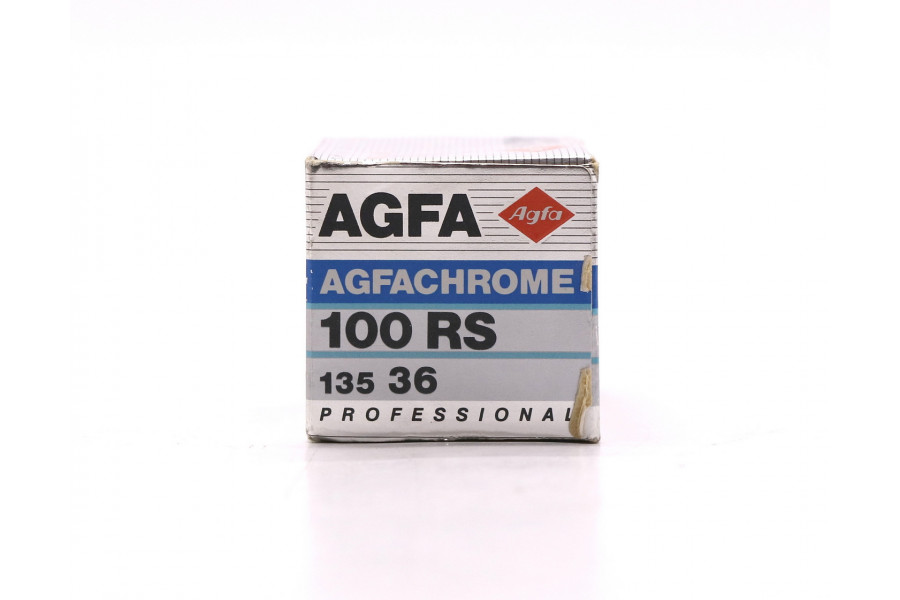 AGFA Agfa
AGFACHROME
100 RS
135 36
PROFESSIONAL